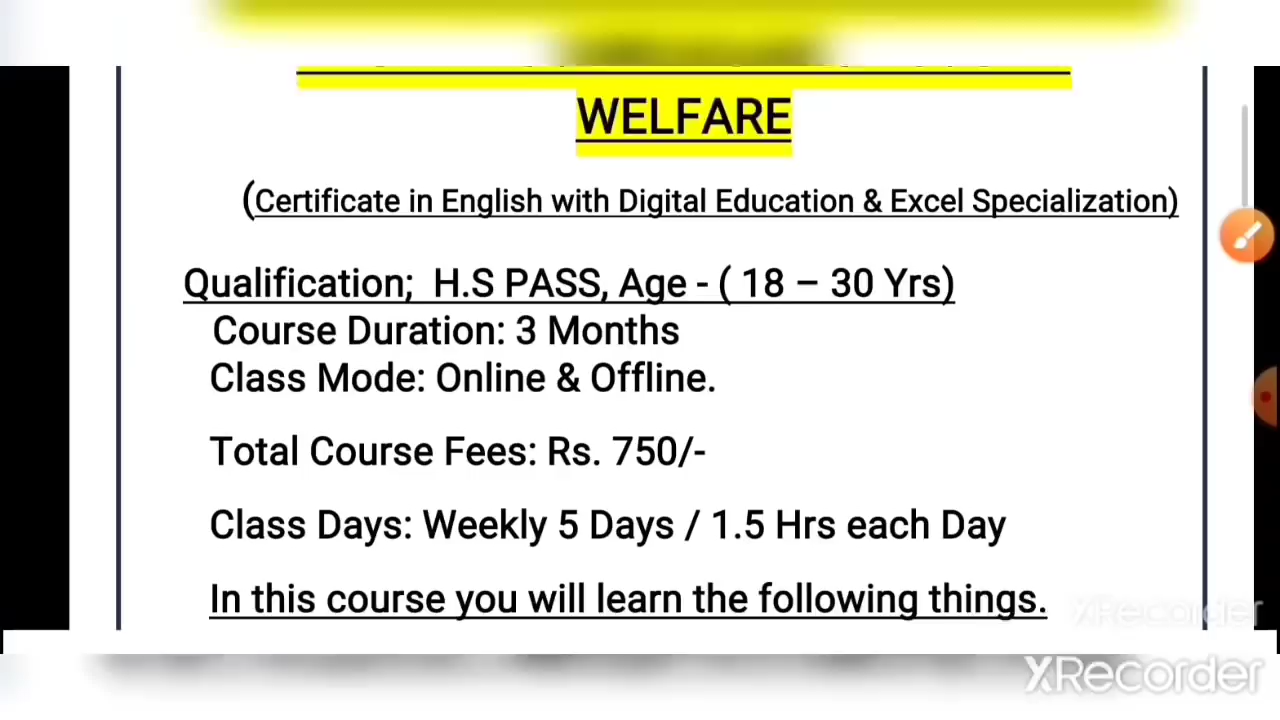 WELFARE
(Certificate in English with Digital Education & Excel Specialization)
Qualification; H.S PASS, Age - ( 18 – 30 Yrs)
Course Duration: 3 Months
Class Mode: Online & Offline.
Total Course Fees: Rs. 750/-
Class Days: Weekly 5 Days / 1.5 Hrs each Day
In this course you will learn the following things.
XRecorder
XRecorder